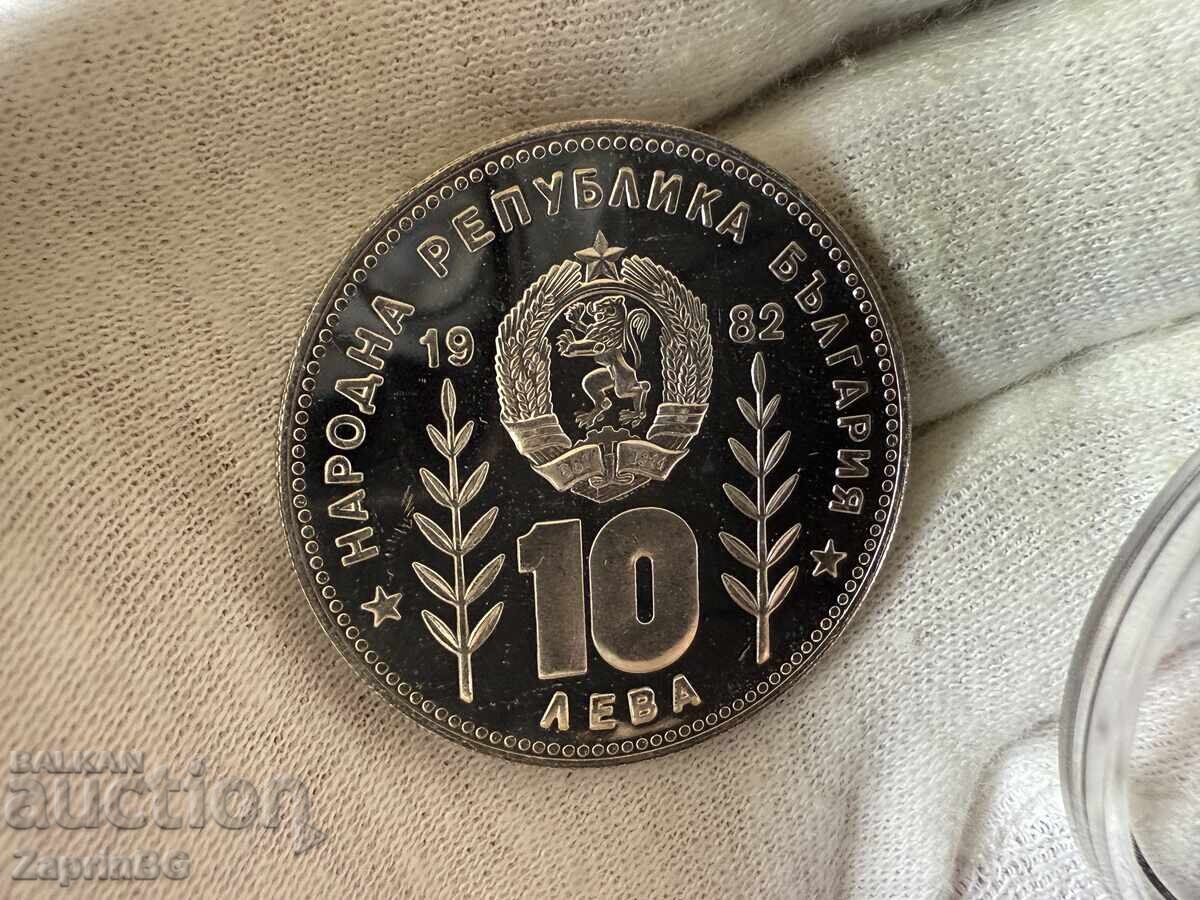 НАРОДНА РЕПУБЛИКА БЪЛГАРИЯ
19 82
10
ЛЕВА
BALKAN
auction
ZaprinBG